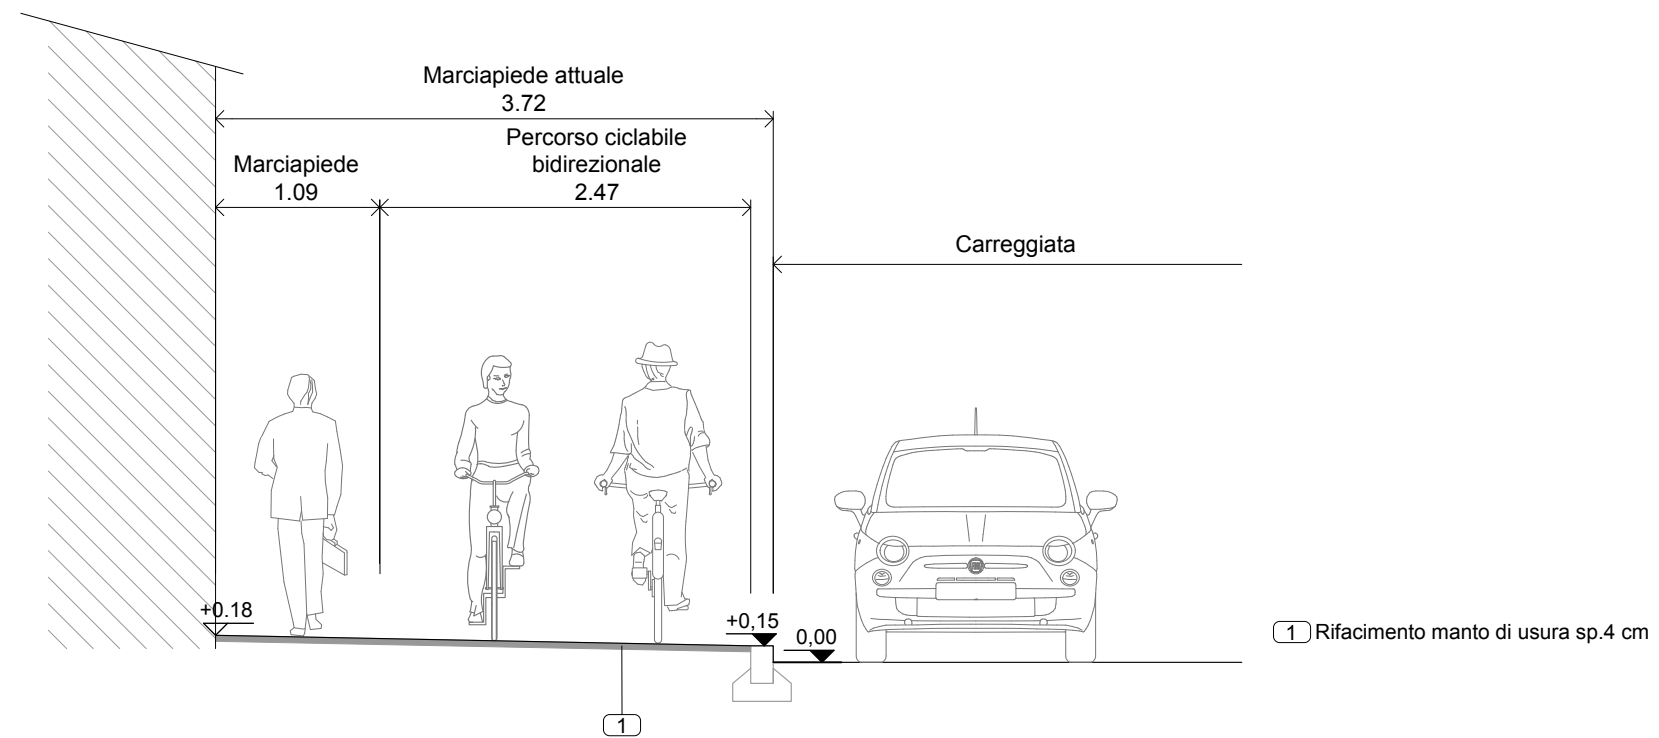 Marciapiede attuale
3.72
Percorso ciclabile
bidirezionale
2.47
Marciapiede
1.09
Carreggiata
+0.18
+0,15
0,00
1
1 Rifacimento manto di usura sp.4 cm